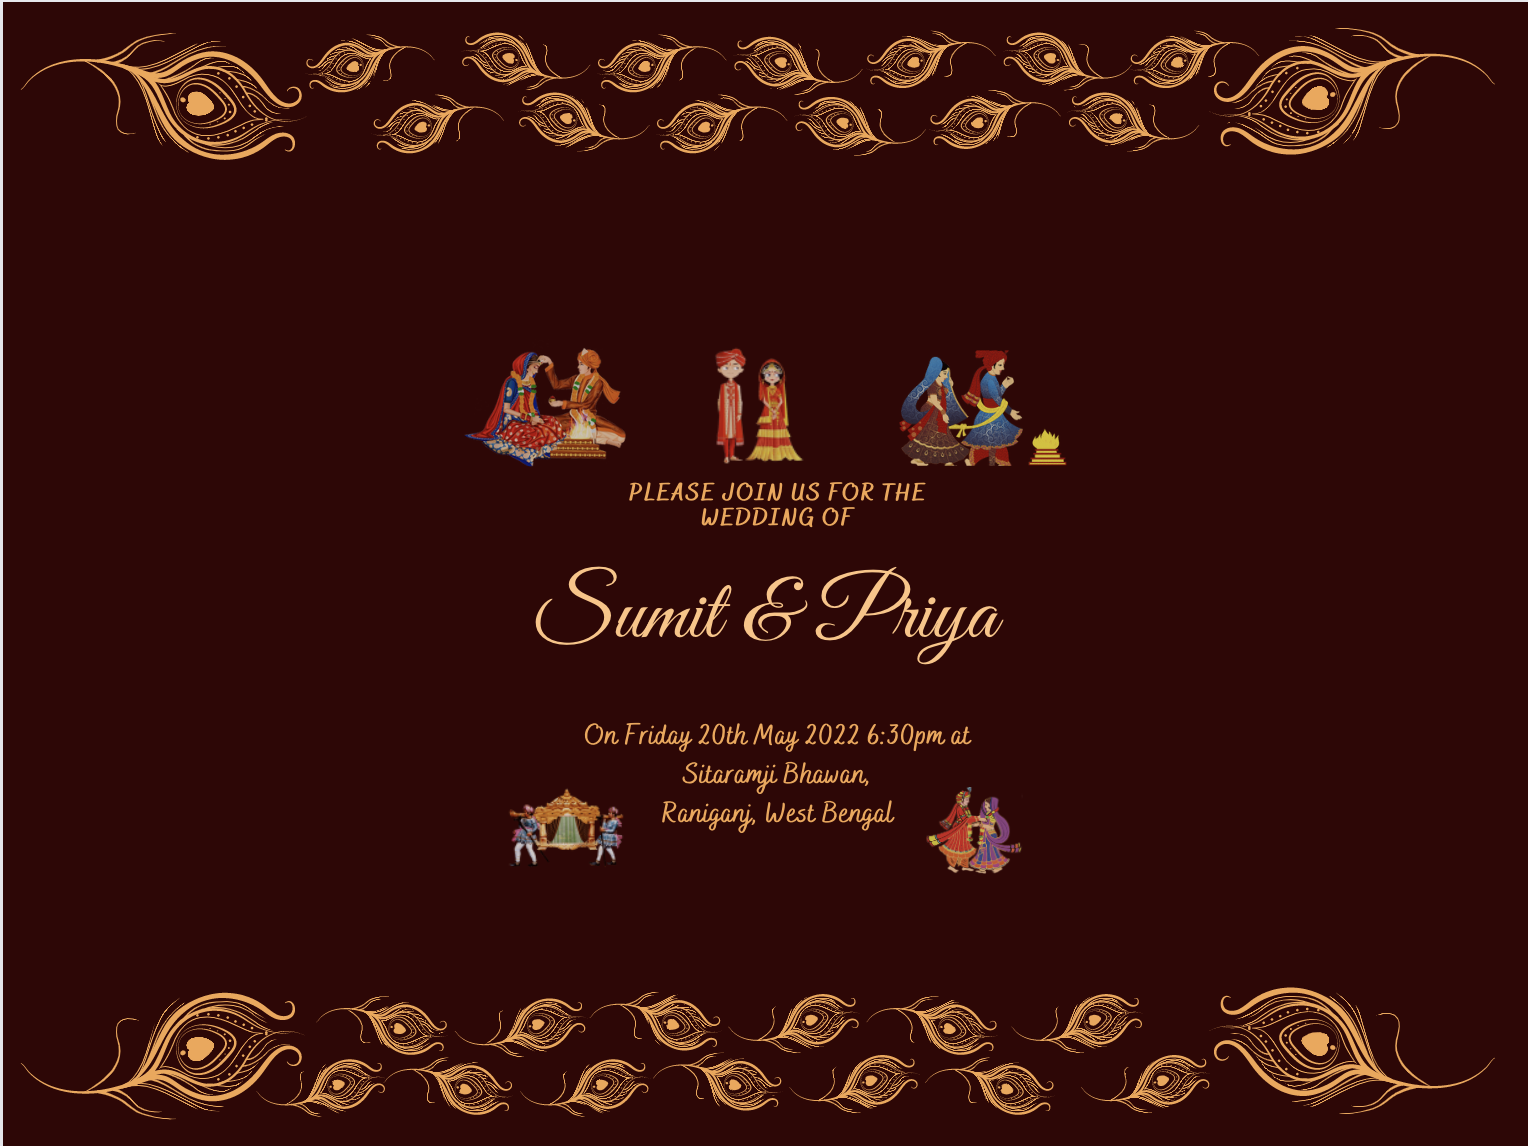 PLEASE JOIN US FOR THE
WEDDING OF
Sumit & Priya
On Friday 20th May 2022 6:30pm at
Sitaramji Bhawan,
Raniganj, West Bengal